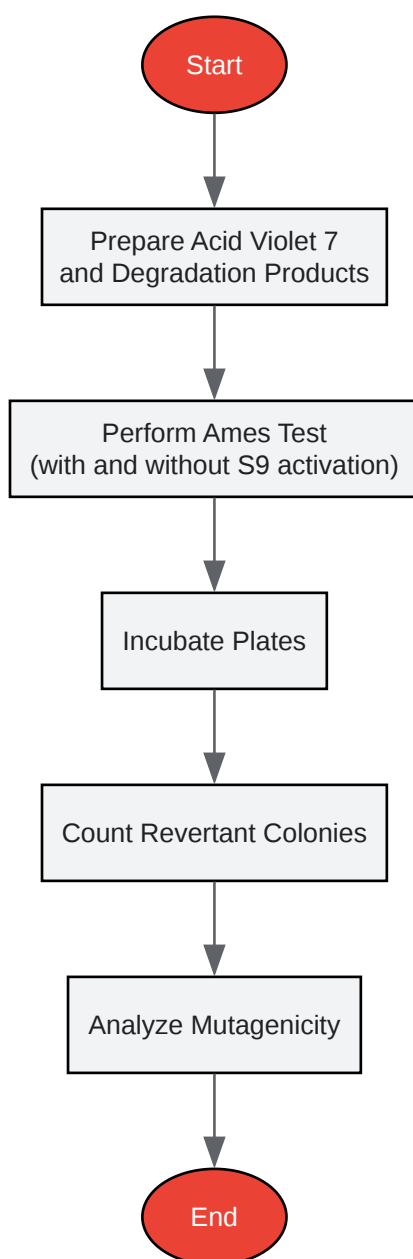 Start
Prepare Acid Violet 7
and Degradation Products
Perform Ames Test
(with and without S9 activation)
Incubate Plates
Count Revertant Colonies
Analyze Mutagenicity
End